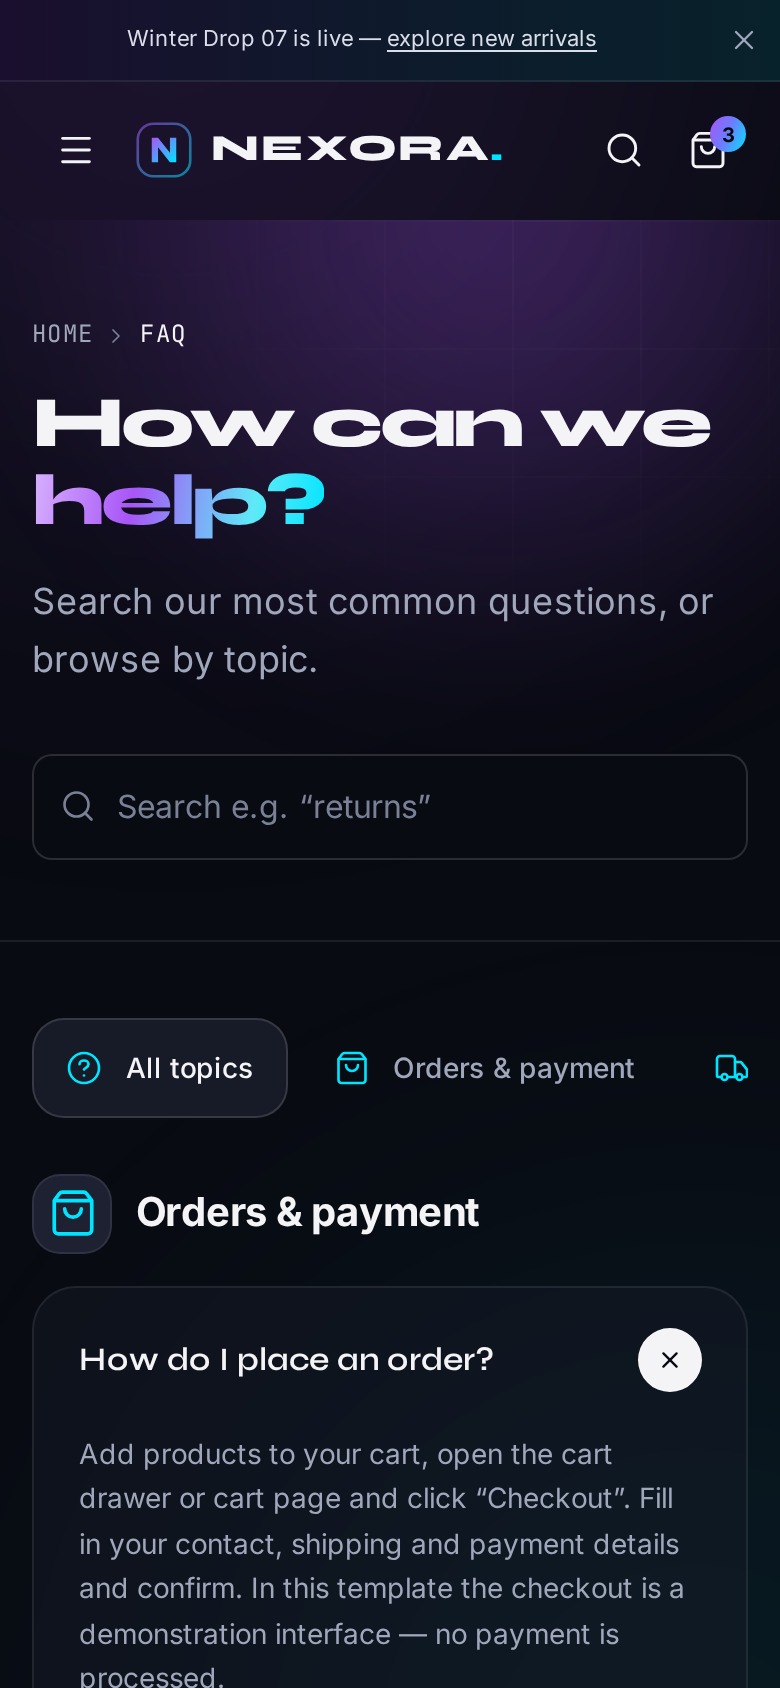 Winter Drop 07 is live — explore new arrivals
N NEXORA.
3
HOME > FAQ
How can we
help?
Search our most common questions, or
browse by topic.
Search e.g. “returns”
All topics
Orders & payment
Orders & payment
How do I place an order?
Add products to your cart, open the cart
drawer or cart page and click “Checkout”. Fill
in your contact, shipping and payment details
and confirm. In this template the checkout is a
demonstration interface — no payment is
processed.